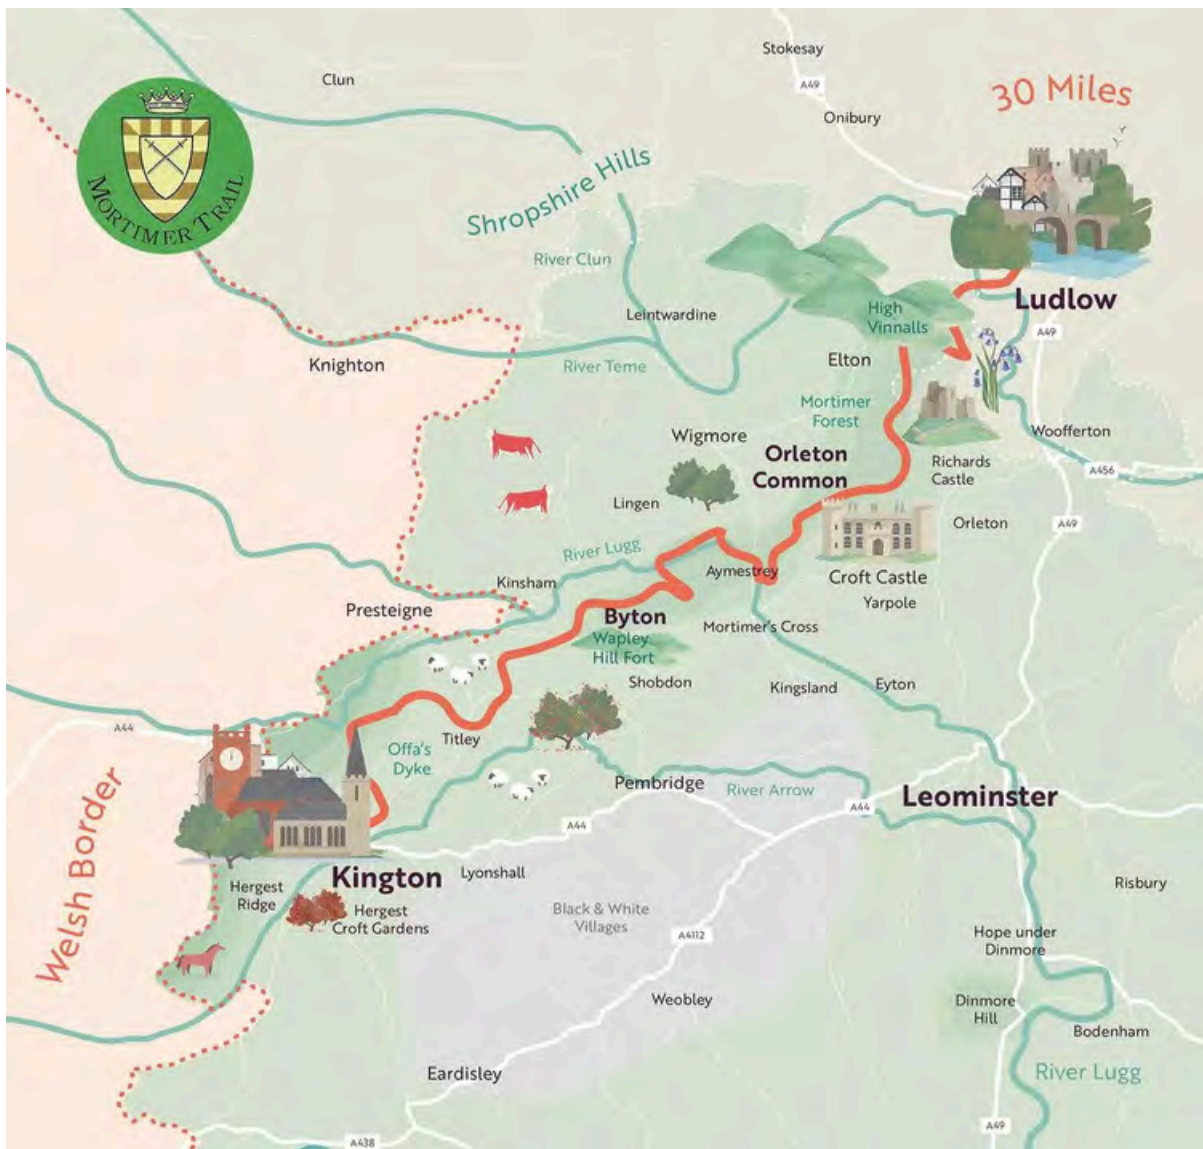 Stokesay
Clun
A49
30 Miles
Onibury
MORTIMER TRAIL
Shropshire Hills
River Clun
Ludlow
Leintwardine
High
Vinnalls
A49
Knighton
River Teme
Elton
Mortimer
Forest
Wigmore
Woofferton
Orleton
Common
Richards
Castle
A456
Lingen
Orleton
A49
River Lugg
Aymestrey
Croft Castle
Kinsham
Yarpole
Presteigne
Byton
Mortimer's Cross
Wapley
Hill Fort
Shobdon
Kingsland
Eyton
A44
Titley
Offa's
Dyke
Pembridge
River Arrow
Leominster
A44
A44
Welsh Border
Kington
Lyonshall
Hergest
Ridge
Risbury
Hergest
Croft Gardens
Black & White
Villages
A4112
Hope under
Dinmore
Weobley
Dinmore
Hill
Bodenham
Eardisley
River Lugg
A49
A438